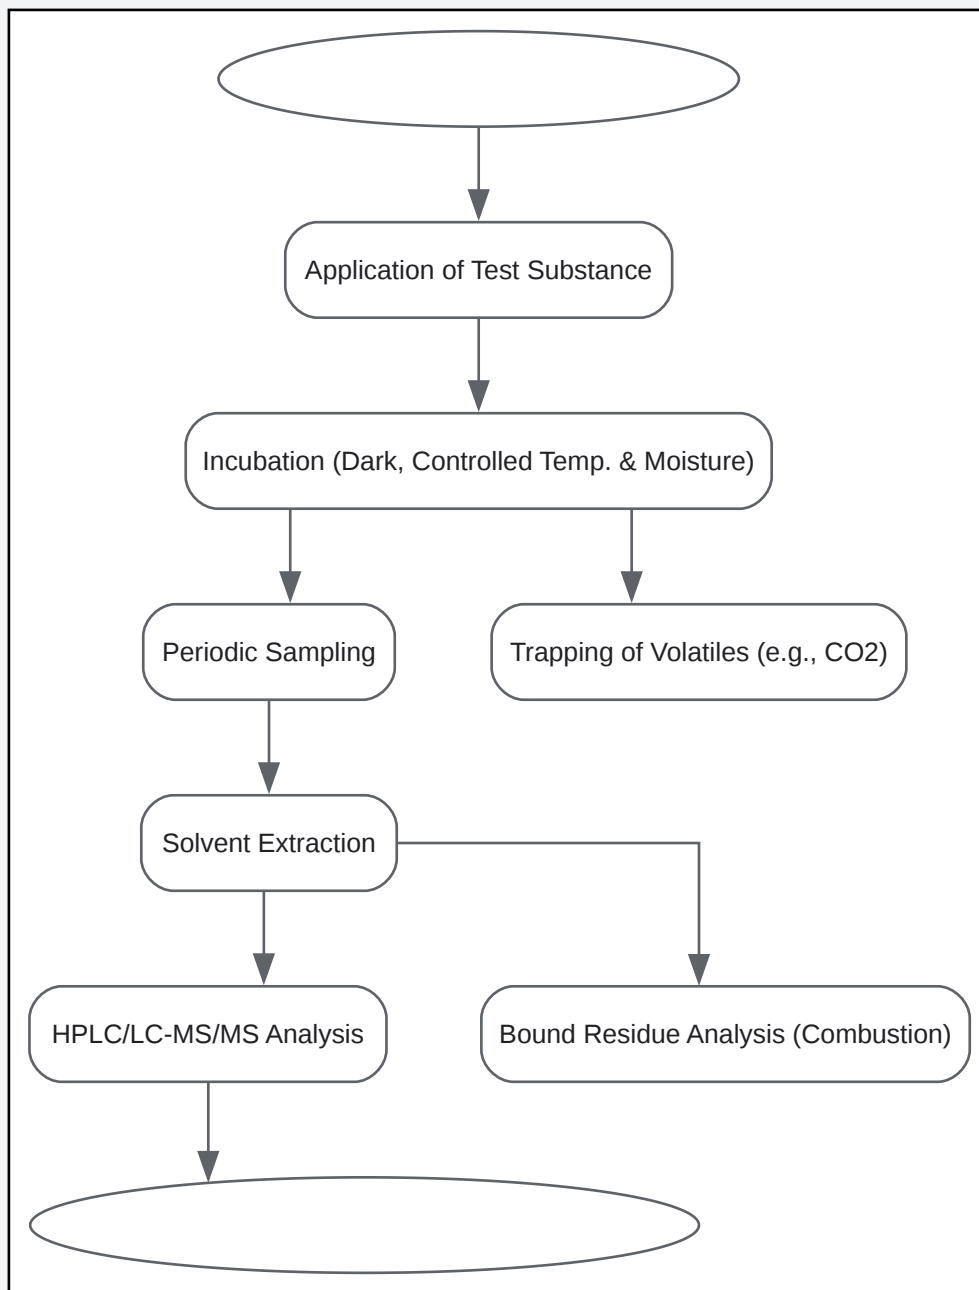 Application of Test Substance
Incubation (Dark, Controlled Temp. & Moisture)
Periodic Sampling
Trapping of Volatiles (e.g., CO2)
Solvent Extraction
HPLC/LC-MS/MS Analysis
Bound Residue Analysis (Combustion)